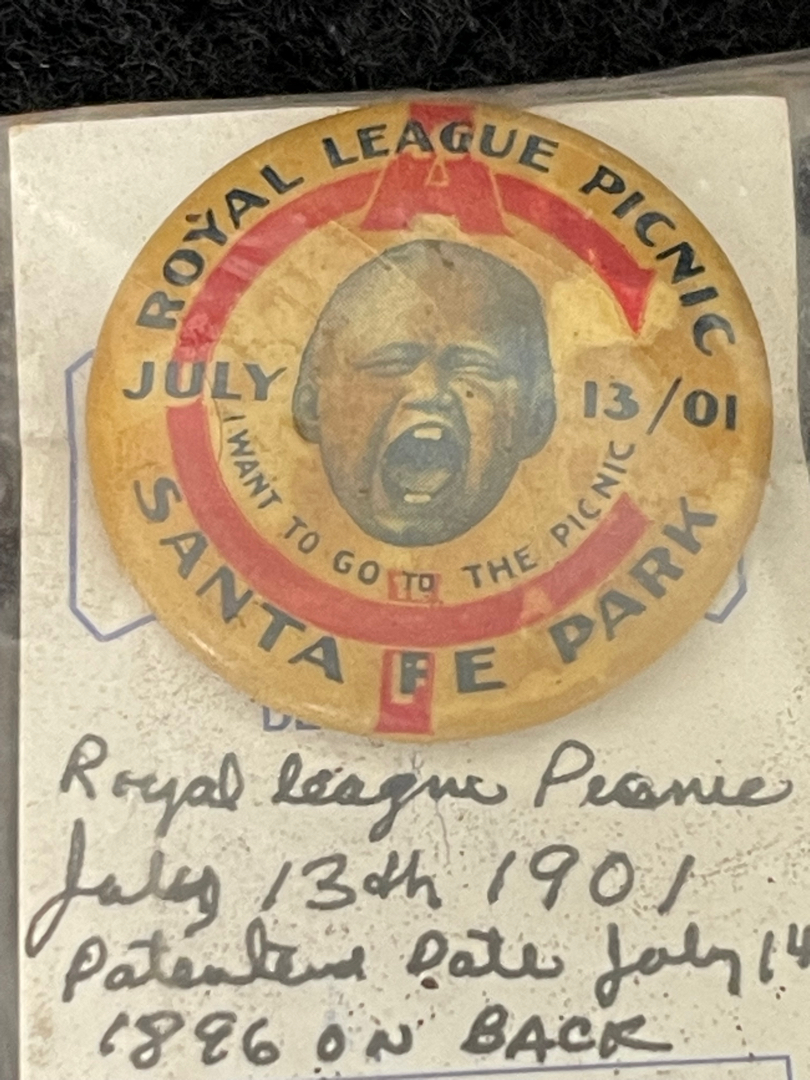 ROYAL LEAGUE PICNIC
A
JULY 13/01
I WANT TO GO TO THE PICNIC
SANTA FE PARK
Royal league Picnic
July 13th 1901
Patentend Date July 14
1896 ON BACK